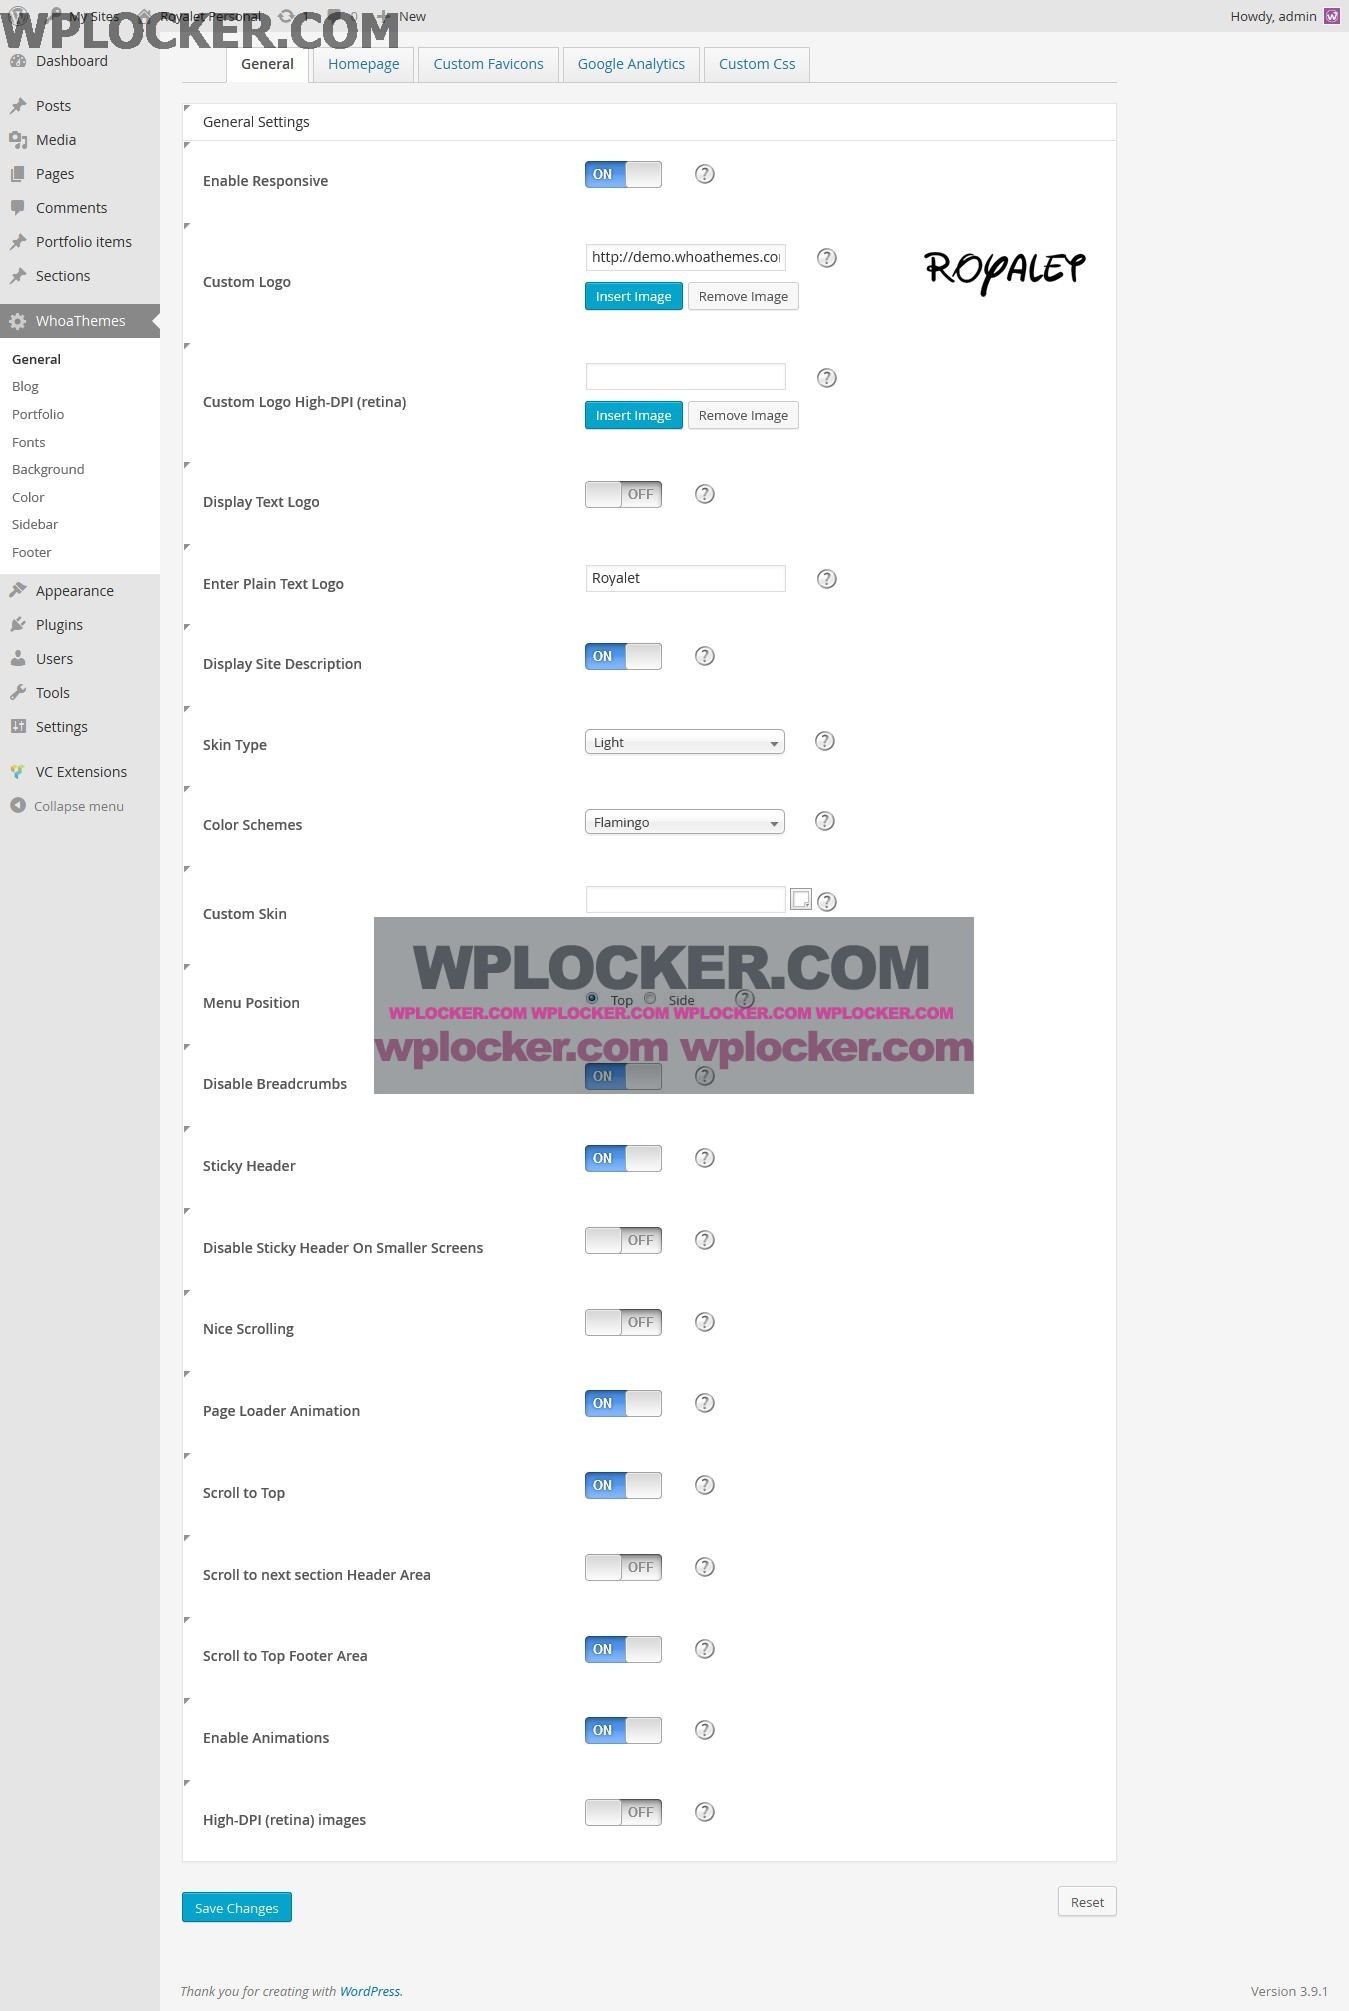 My Sites Royalet Personal 1 0 New Howdy, admin
WPLOCKER.COM
Dashboard
Posts
Media
Pages
Comments
Portfolio items
Sections
WhoaThemes
General
Blog
Portfolio
Fonts
Background
Color
Sidebar
Footer
Appearance
Plugins
Users
Tools
Settings
VC Extensions
Collapse menu
General Homepage Custom Favicons Google Analytics Custom Css
General Settings
Enable Responsive ON ?
Custom Logo http://demo.whoathemes.co ? ROYALET
Insert Image Remove Image
Custom Logo High-DPI (retina) ?
Insert Image Remove Image
Display Text Logo OFF ?
Enter Plain Text Logo Royalet ?
Display Site Description ON ?
Skin Type Light ?
Color Schemes Flamingo ?
Custom Skin ?
WPLOCKER.COM
Menu Position Top Side ?
WPLOCKER.COM WPLOCKER.COM WPLOCKER.COM WPLOCKER.COM
wplocker.com wplocker.com
Disable Breadcrumbs ON ?
Sticky Header ON ?
Disable Sticky Header On Smaller Screens OFF ?
Nice Scrolling OFF ?
Page Loader Animation ON ?
Scroll to Top ON ?
Scroll to next section Header Area OFF ?
Scroll to Top Footer Area ON ?
Enable Animations ON ?
High-DPI (retina) images OFF ?
Save Changes Reset
Thank you for creating with WordPress. Version 3.9.1